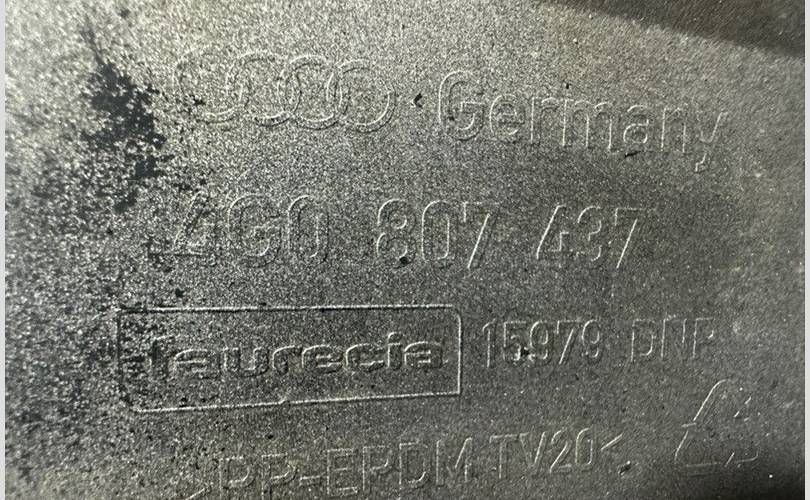 Germany
4G0 807 437
faurecia 15979 DNP
>PP-EPDM TV20<